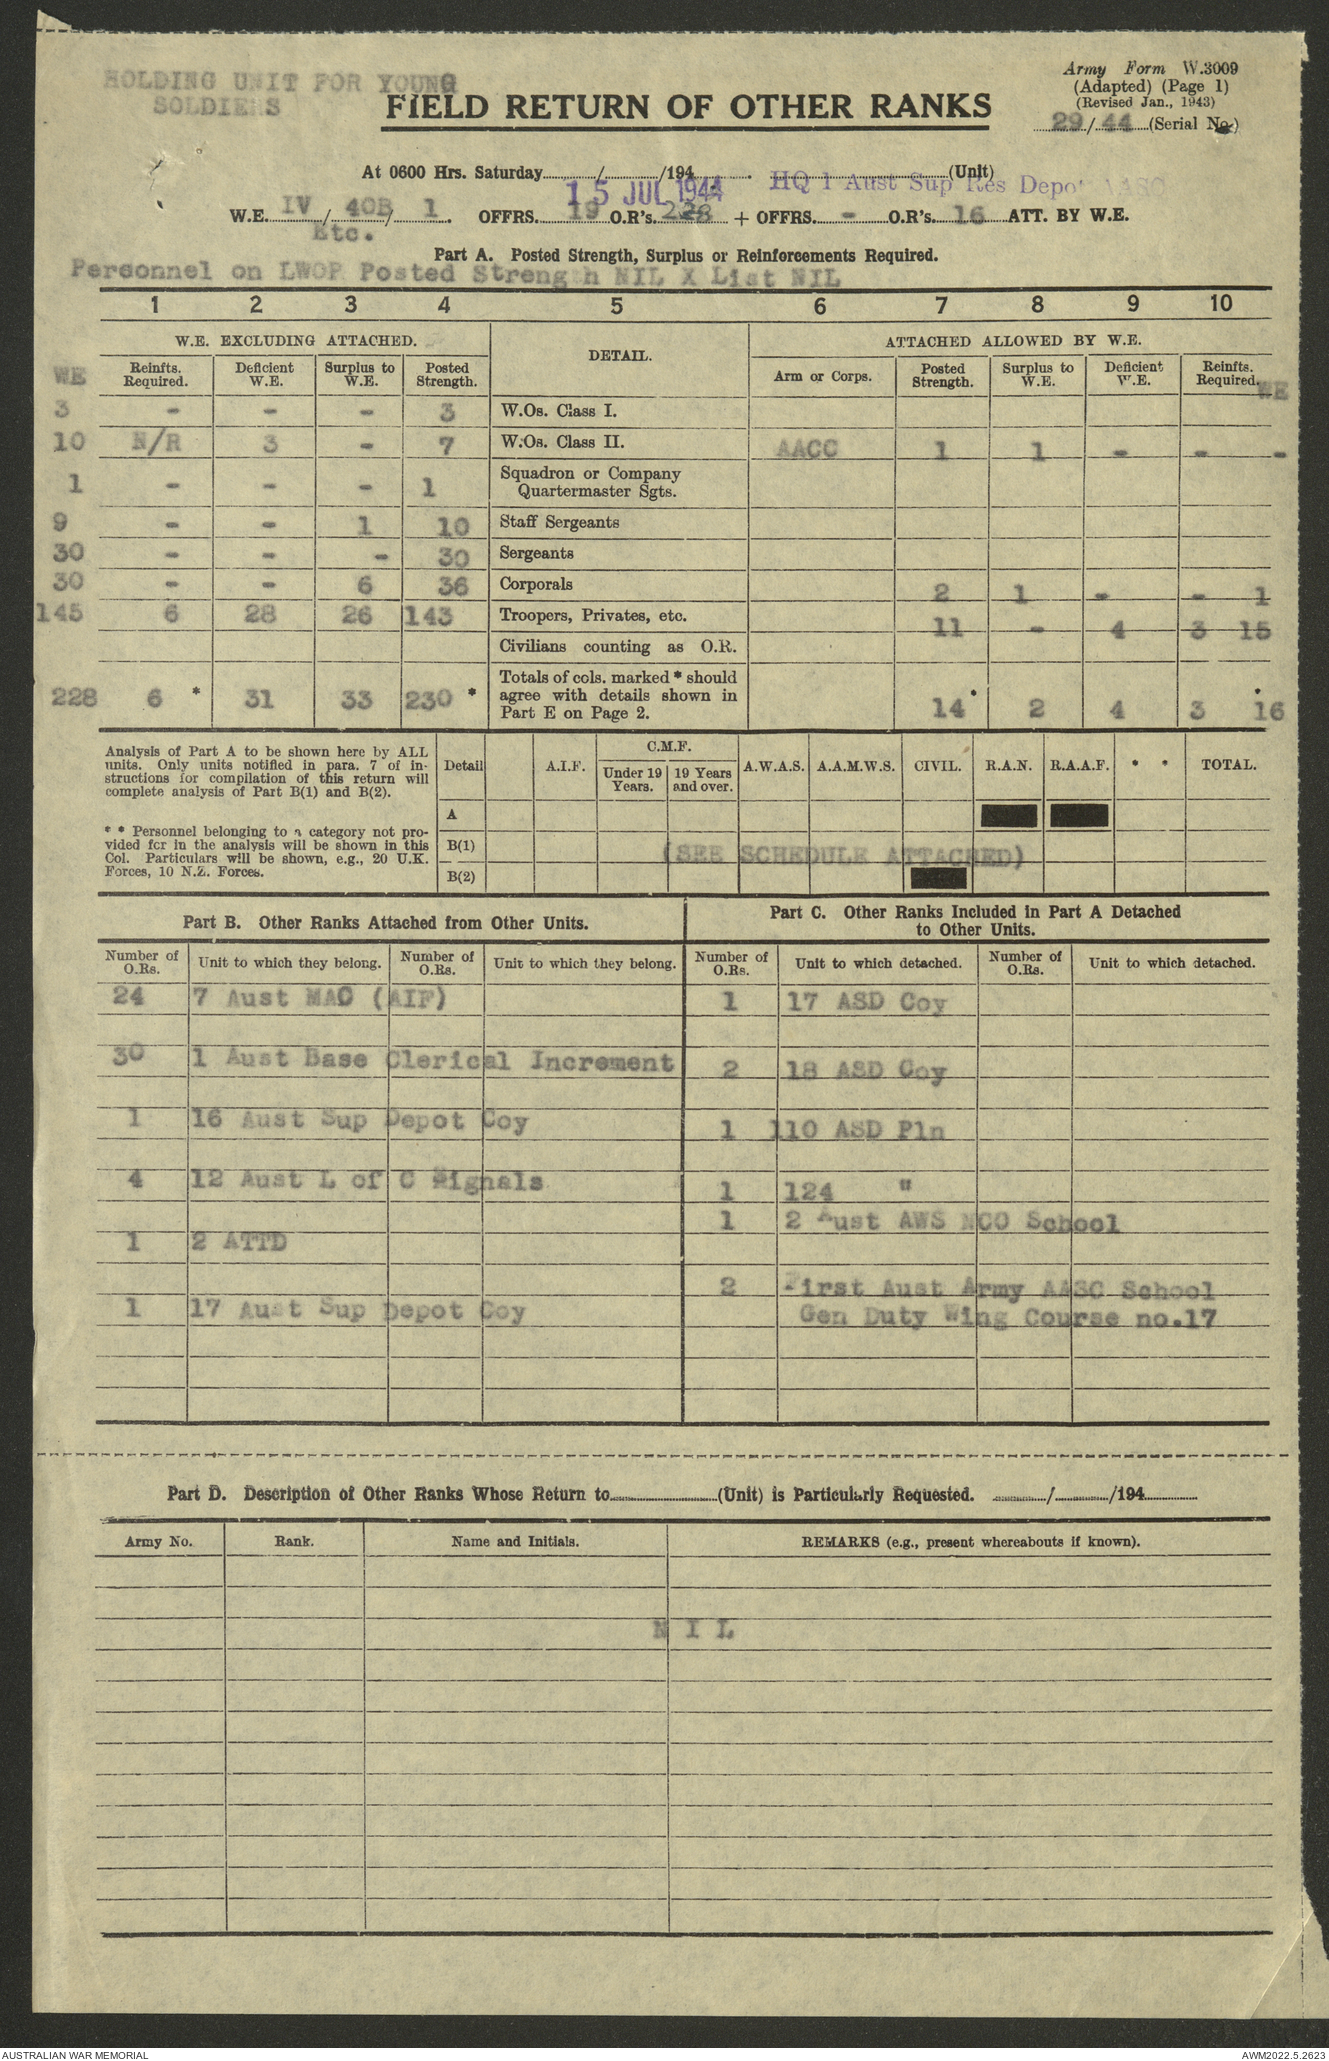 HOLDING UNIT FOR YOUNG
SOLDIERS
Army Form W.3009
(Adapted) (Page 1)
(Revised Jan., 1943)
29/44 (Serial No.)
FIELD RETURN OF OTHER RANKS
At 0600 Hrs. Saturday / /194 . (Unit)
15 JUL 1944 HQ 1 Aust Sup Res Depot AASC
W.E. IV / 40B / 1 . OFFRS. 19 O.R's. 228 + OFFRS. - O.R's. 16 ATT. BY W.E.
Etc.
Part A. Posted Strength, Surplus or Reinforcements Required.
Personnel on LWOP Posted Strength NIL X List NIL
1 2 3 4 5 6 7 8 9 10
W.E. EXCLUDING ATTACHED. DETAIL. ATTACHED ALLOWED BY W.E.
WE Reinfts. Required. Deficient W.E. Surplus to W.E. Posted Strength. Arm or Corps. Posted Strength. Surplus to W.E. Deficient W.E. Reinfts. Required. WE
3 - - - 3 W.Os. Class I.
10 N/R 3 - 7 W.Os. Class II. AACC 1 1 - - -
1 - - - 1 Squadron or Company
Quartermaster Sgts.
9 - - 1 10 Staff Sergeants
30 - - - 30 Sergeants
30 - - 6 36 Corporals 2 1 - - 1
145 6 28 26 143 Troopers, Privates, etc. 11 - 4 3 15
Civilians counting as O.R.
228 6 * 31 33 230 * Totals of cols. marked * should
agree with details shown in
Part E on Page 2. 14 * 2 4 3 16 *
Analysis of Part A to be shown here by ALL
units. Only units notified in para. 7 of in-
structions for compilation of this return will
complete analysis of Part B(1) and B(2).
* * Personnel belonging to a category not pro-
vided for in the analysis will be shown in this
Col. Particulars will be shown, e.g., 20 U.K.
Forces, 10 N.Z. Forces.
Detail A.I.F. C.M.F. Under 19 Years. 19 Years and over. A.W.A.S. A.A.M.W.S. CIVIL. R.A.N. R.A.A.F. * * TOTAL.
A
B(1)
(SEE SCHEDULE ATTACHED)
B(2)
Part B. Other Ranks Attached from Other Units.
Number of O.Rs. Unit to which they belong. Number of O.Rs. Unit to which they belong.
24 7 Aust MAC (AIF)
30 1 Aust Base Clerical Increment
1 16 Aust Sup Depot Coy
4 12 Aust L of C Signals
1 2 ATTD
1 17 Aust Sup Depot Coy
Part C. Other Ranks Included in Part A Detached
to Other Units.
Number of O.Rs. Unit to which detached. Number of O.Rs. Unit to which detached.
1 17 ASD Coy
2 18 ASD Coy
1 110 ASD Pln
1 124 "
1 2 Aust AWS NCO School
2 First Aust Army AASC School
Gen Duty Wing Course no.17
Part D. Description of Other Ranks Whose Return to (Unit) is Particularly Requested. / /194
Army No. Rank. Name and Initials. REMARKS (e.g., present whereabouts if known).
N I L
AUSTRALIAN WAR MEMORIAL AWM2022.5.2623